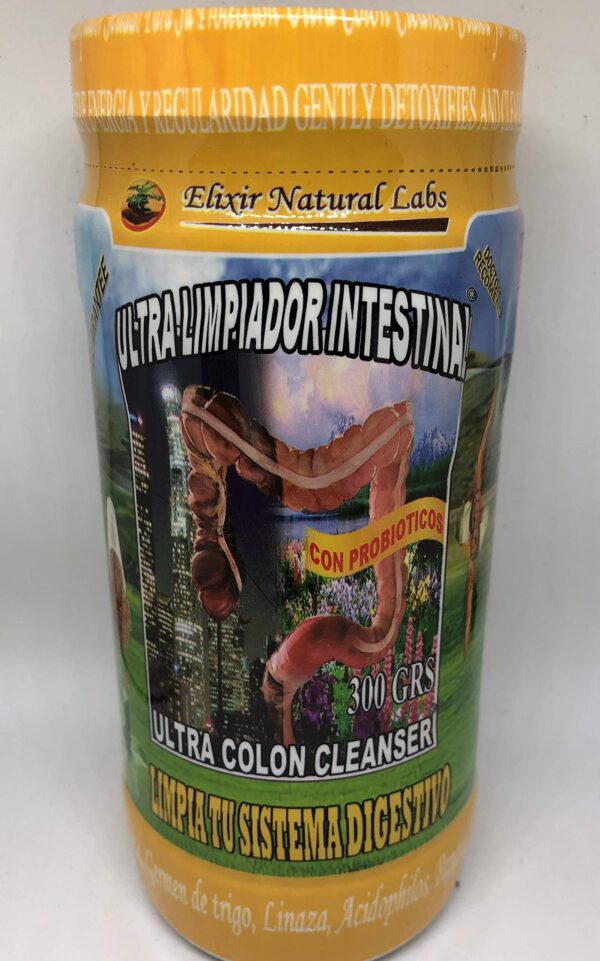 ENERGIA Y REGULARIDAD GENTLY DETOXIFIES AND
Elixir Natural Labs
ULTRA LIMPIADOR INTESTINAL®
CON PROBIOTICOS
300 GRS
ULTRA COLON CLEANSER
LIMPIA TU SISTEMA DIGESTIVO
Germen de trigo, Linaza, Acidophilos,